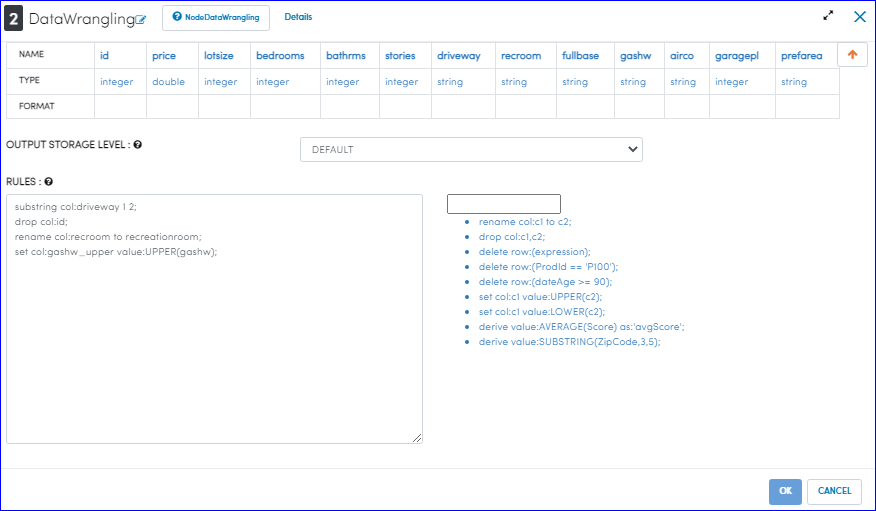 2 DataWrangling NodeDataWrangling Details
NAME id price lotsize bedrooms bathrms stories driveway recroom fullbase gashw airco garagepl prefarea
TYPE integer double integer integer integer integer string string string string string integer string
FORMAT
OUTPUT STORAGE LEVEL :
DEFAULT
RULES :
substring col:driveway 1 2;
drop col:id;
rename col:recroom to recreationroom;
set col:gashw_upper value:UPPER(gashw);
rename col:c1 to c2;
drop col:c1,c2;
delete row:(expression);
delete row:(ProdId == 'P100');
delete row:(dateAge >= 90);
set col:c1 value:UPPER(c2);
set col:c1 value:LOWER(c2);
derive value:AVERAGE(Score) as:'avgScore';
derive value:SUBSTRING(ZipCode,3,5);
OK CANCEL